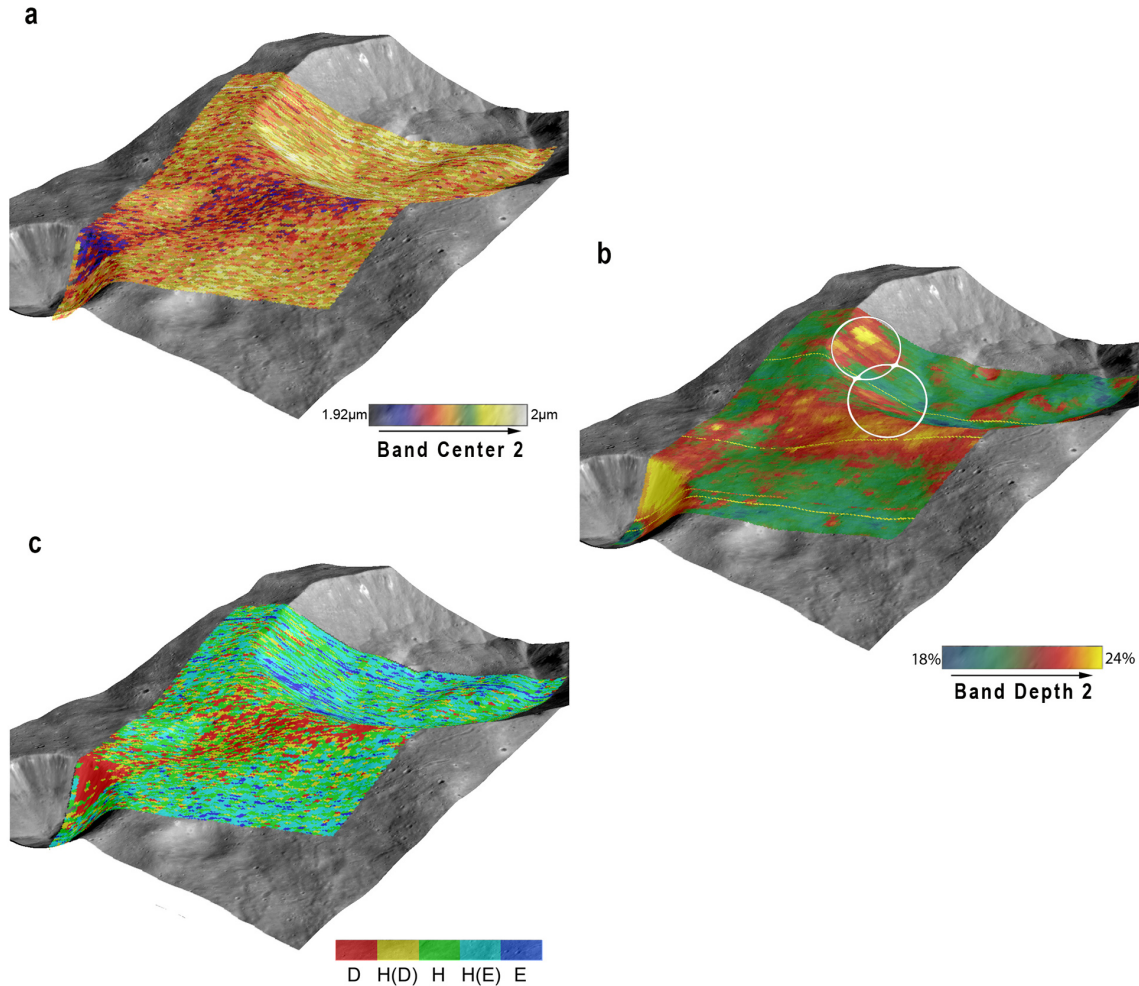 a
1.92µm 2µm
Band Center 2
b
18% 24%
Band Depth 2
c
D H(D) H H(E) E